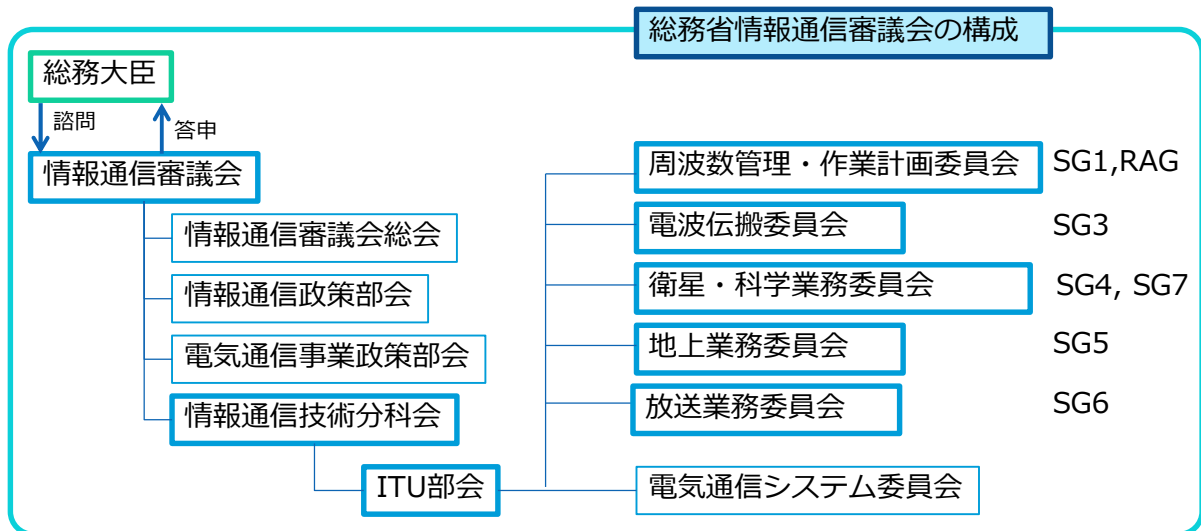 総務省情報通信審議会の構成
総務大臣
諮問
答申
情報通信審議会
情報通信審議会総会
情報通信政策部会
電気通信事業政策部会
情報通信技術分科会
ITU部会
周波数管理・作業計画委員会 SG1,RAG
電波伝搬委員会 SG3
衛星・科学業務委員会 SG4, SG7
地上業務委員会 SG5
放送業務委員会 SG6
電気通信システム委員会